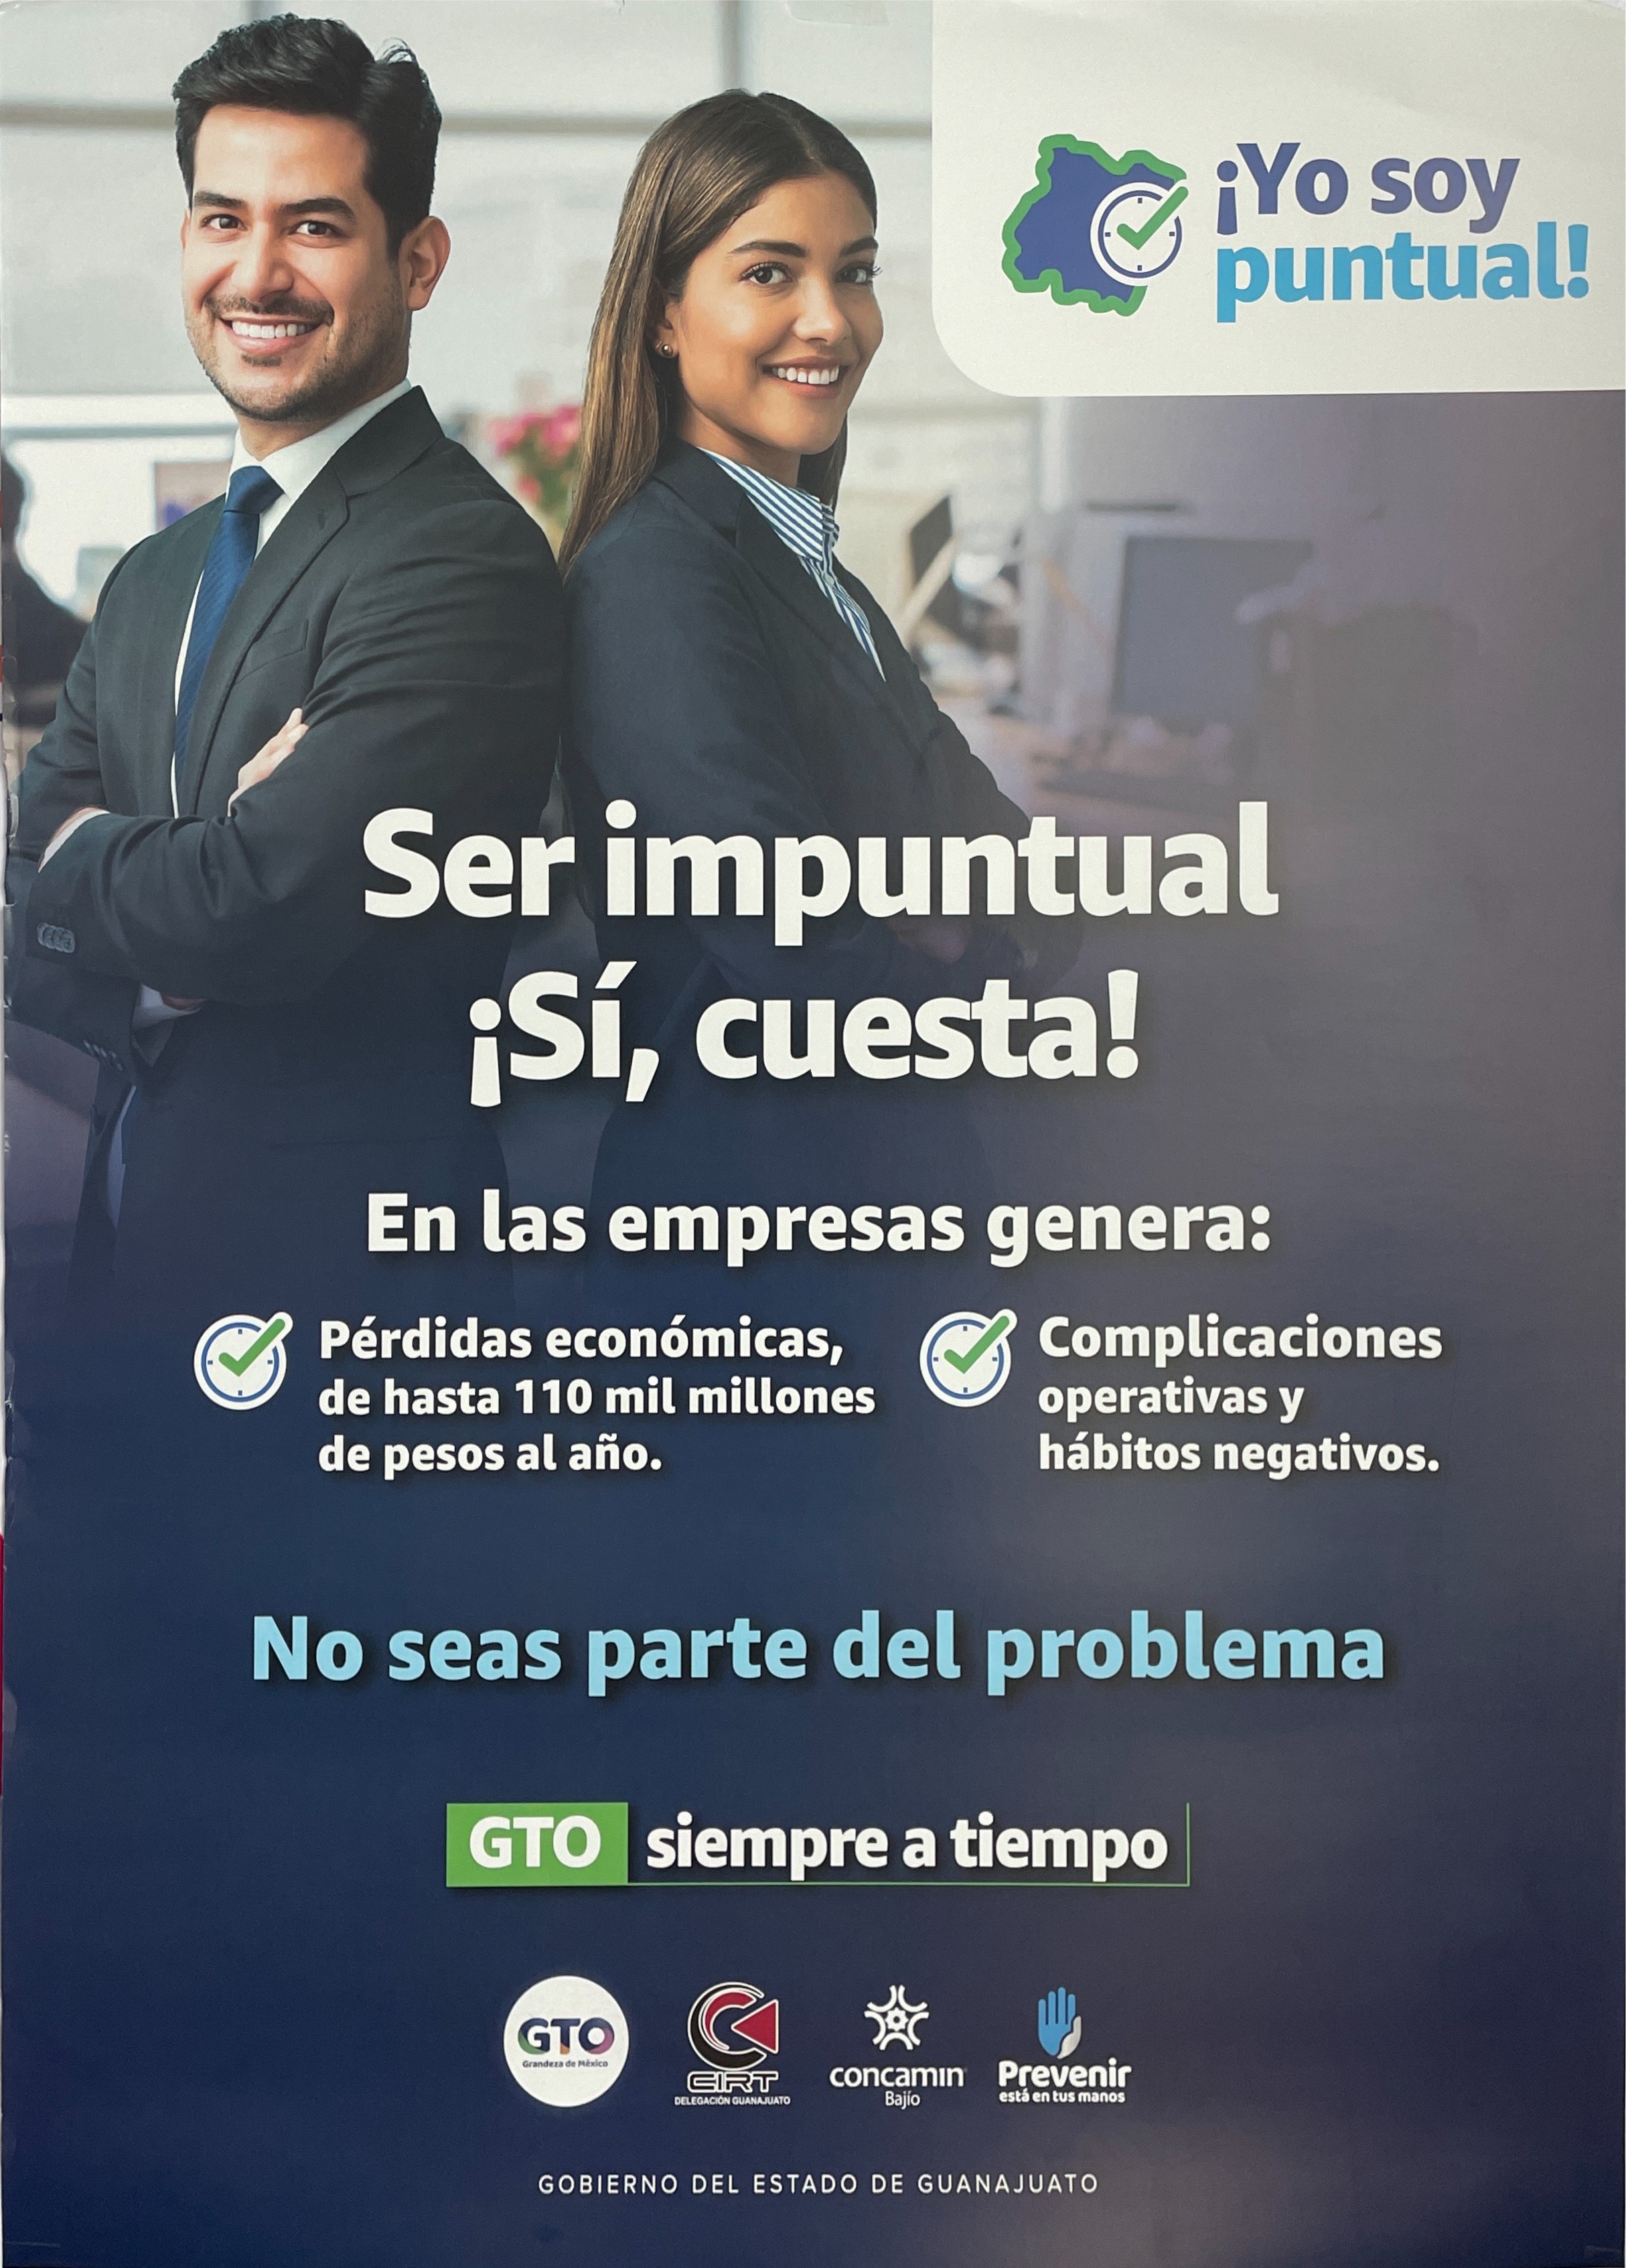 ¡Yo soy
puntual!
Ser impuntual
¡Sí, cuesta!
En las empresas genera:
Pérdidas económicas,
de hasta 110 mil millones
de pesos al año.
Complicaciones
operativas y
hábitos negativos.
No seas parte del problema
GTO siempre a tiempo
GTO
Grandeza de México
CIRT
DELEGACIÓN GUANAJUATO
concamin
Bajío
Prevenir
está en tus manos
GOBIERNO DEL ESTADO DE GUANAJUATO